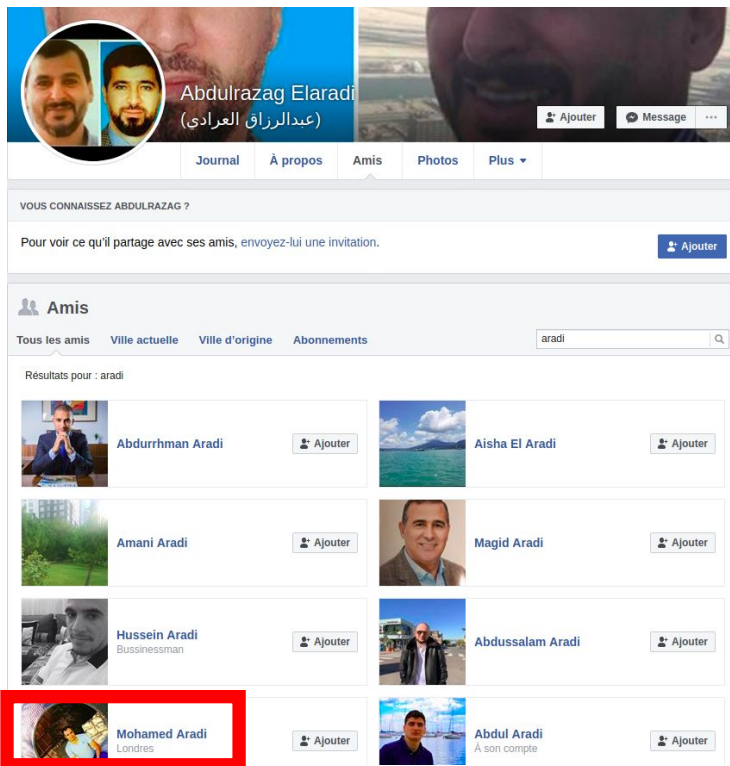 Abdulrazag Elaradi
(عبدالرزاق العرادي)
Ajouter
Message
Journal À propos Amis Photos Plus
VOUS CONNAISSEZ ABDULRAZAG ?
Pour voir ce qu'il partage avec ses amis, envoyez-lui une invitation.
Ajouter
Amis
Tous les amis Ville actuelle Ville d'origine Abonnements
aradi
Résultats pour : aradi
Abdurrhman Aradi
Ajouter
Aisha El Aradi
Ajouter
Amani Aradi
Ajouter
Magid Aradi
Ajouter
Hussein Aradi
Bussinessman
Ajouter
Abdussalam Aradi
Ajouter
Mohamed Aradi
Londres
Ajouter
Abdul Aradi
À son compte
Ajouter